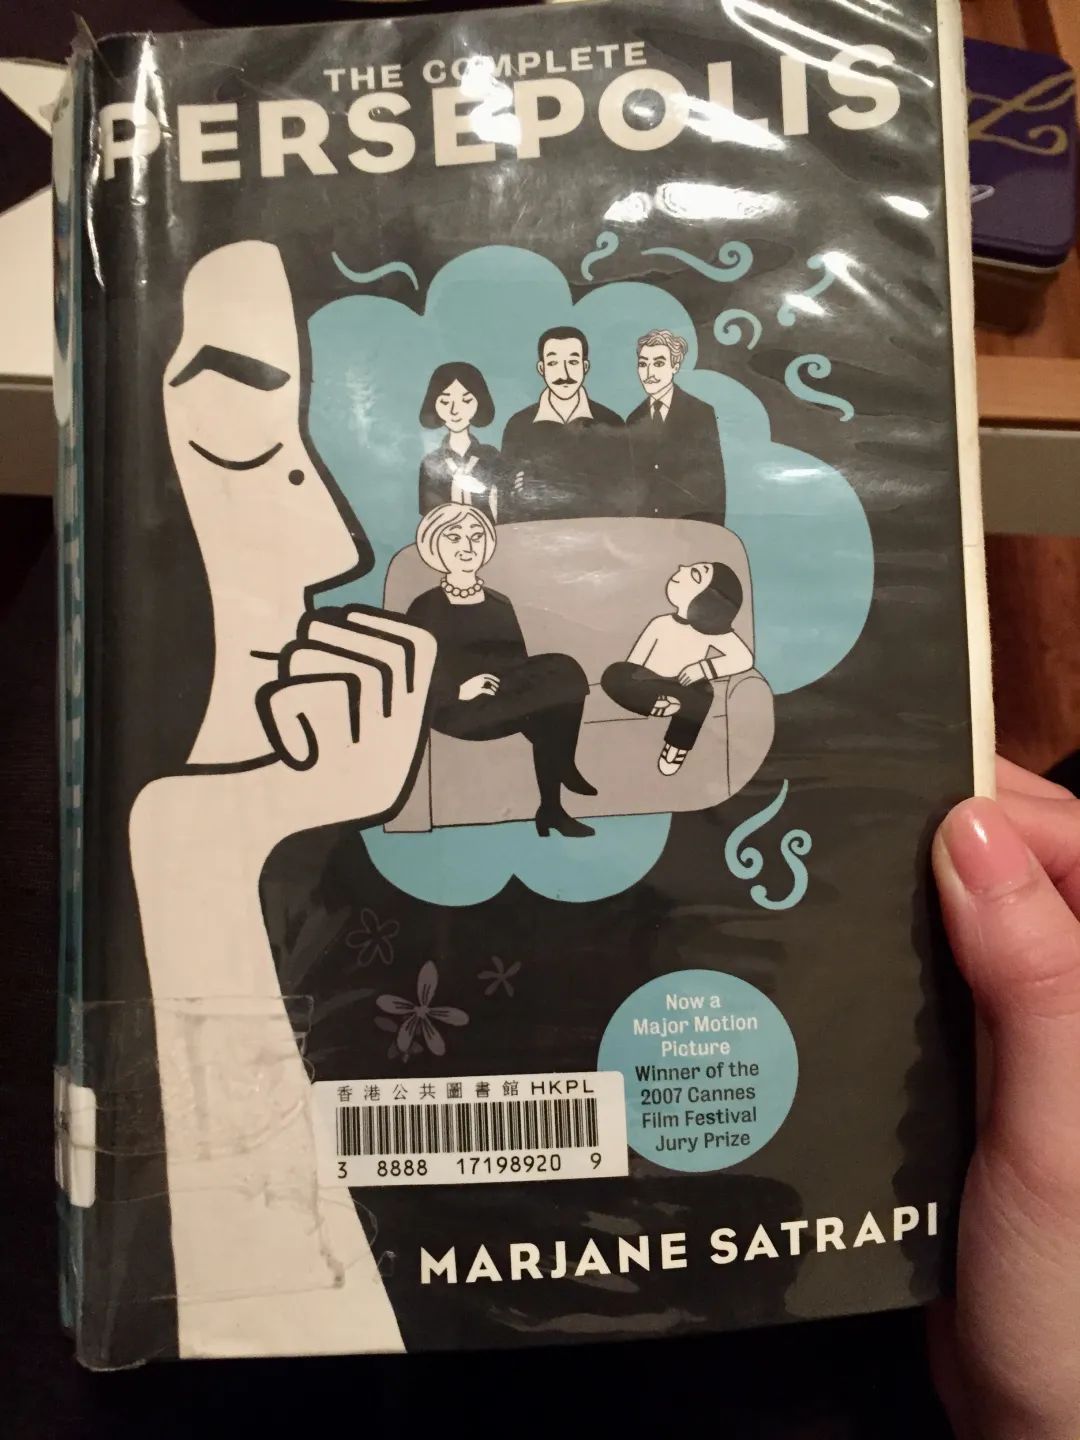 THE COMPLETE
PERSEPOLIS
Now a
Major Motion
Picture
Winner of the
2007 Cannes
Film Festival
Jury Prize
香港公共圖書館 HKPL
3 8888 17198920 9
MARJANE SATRAPI